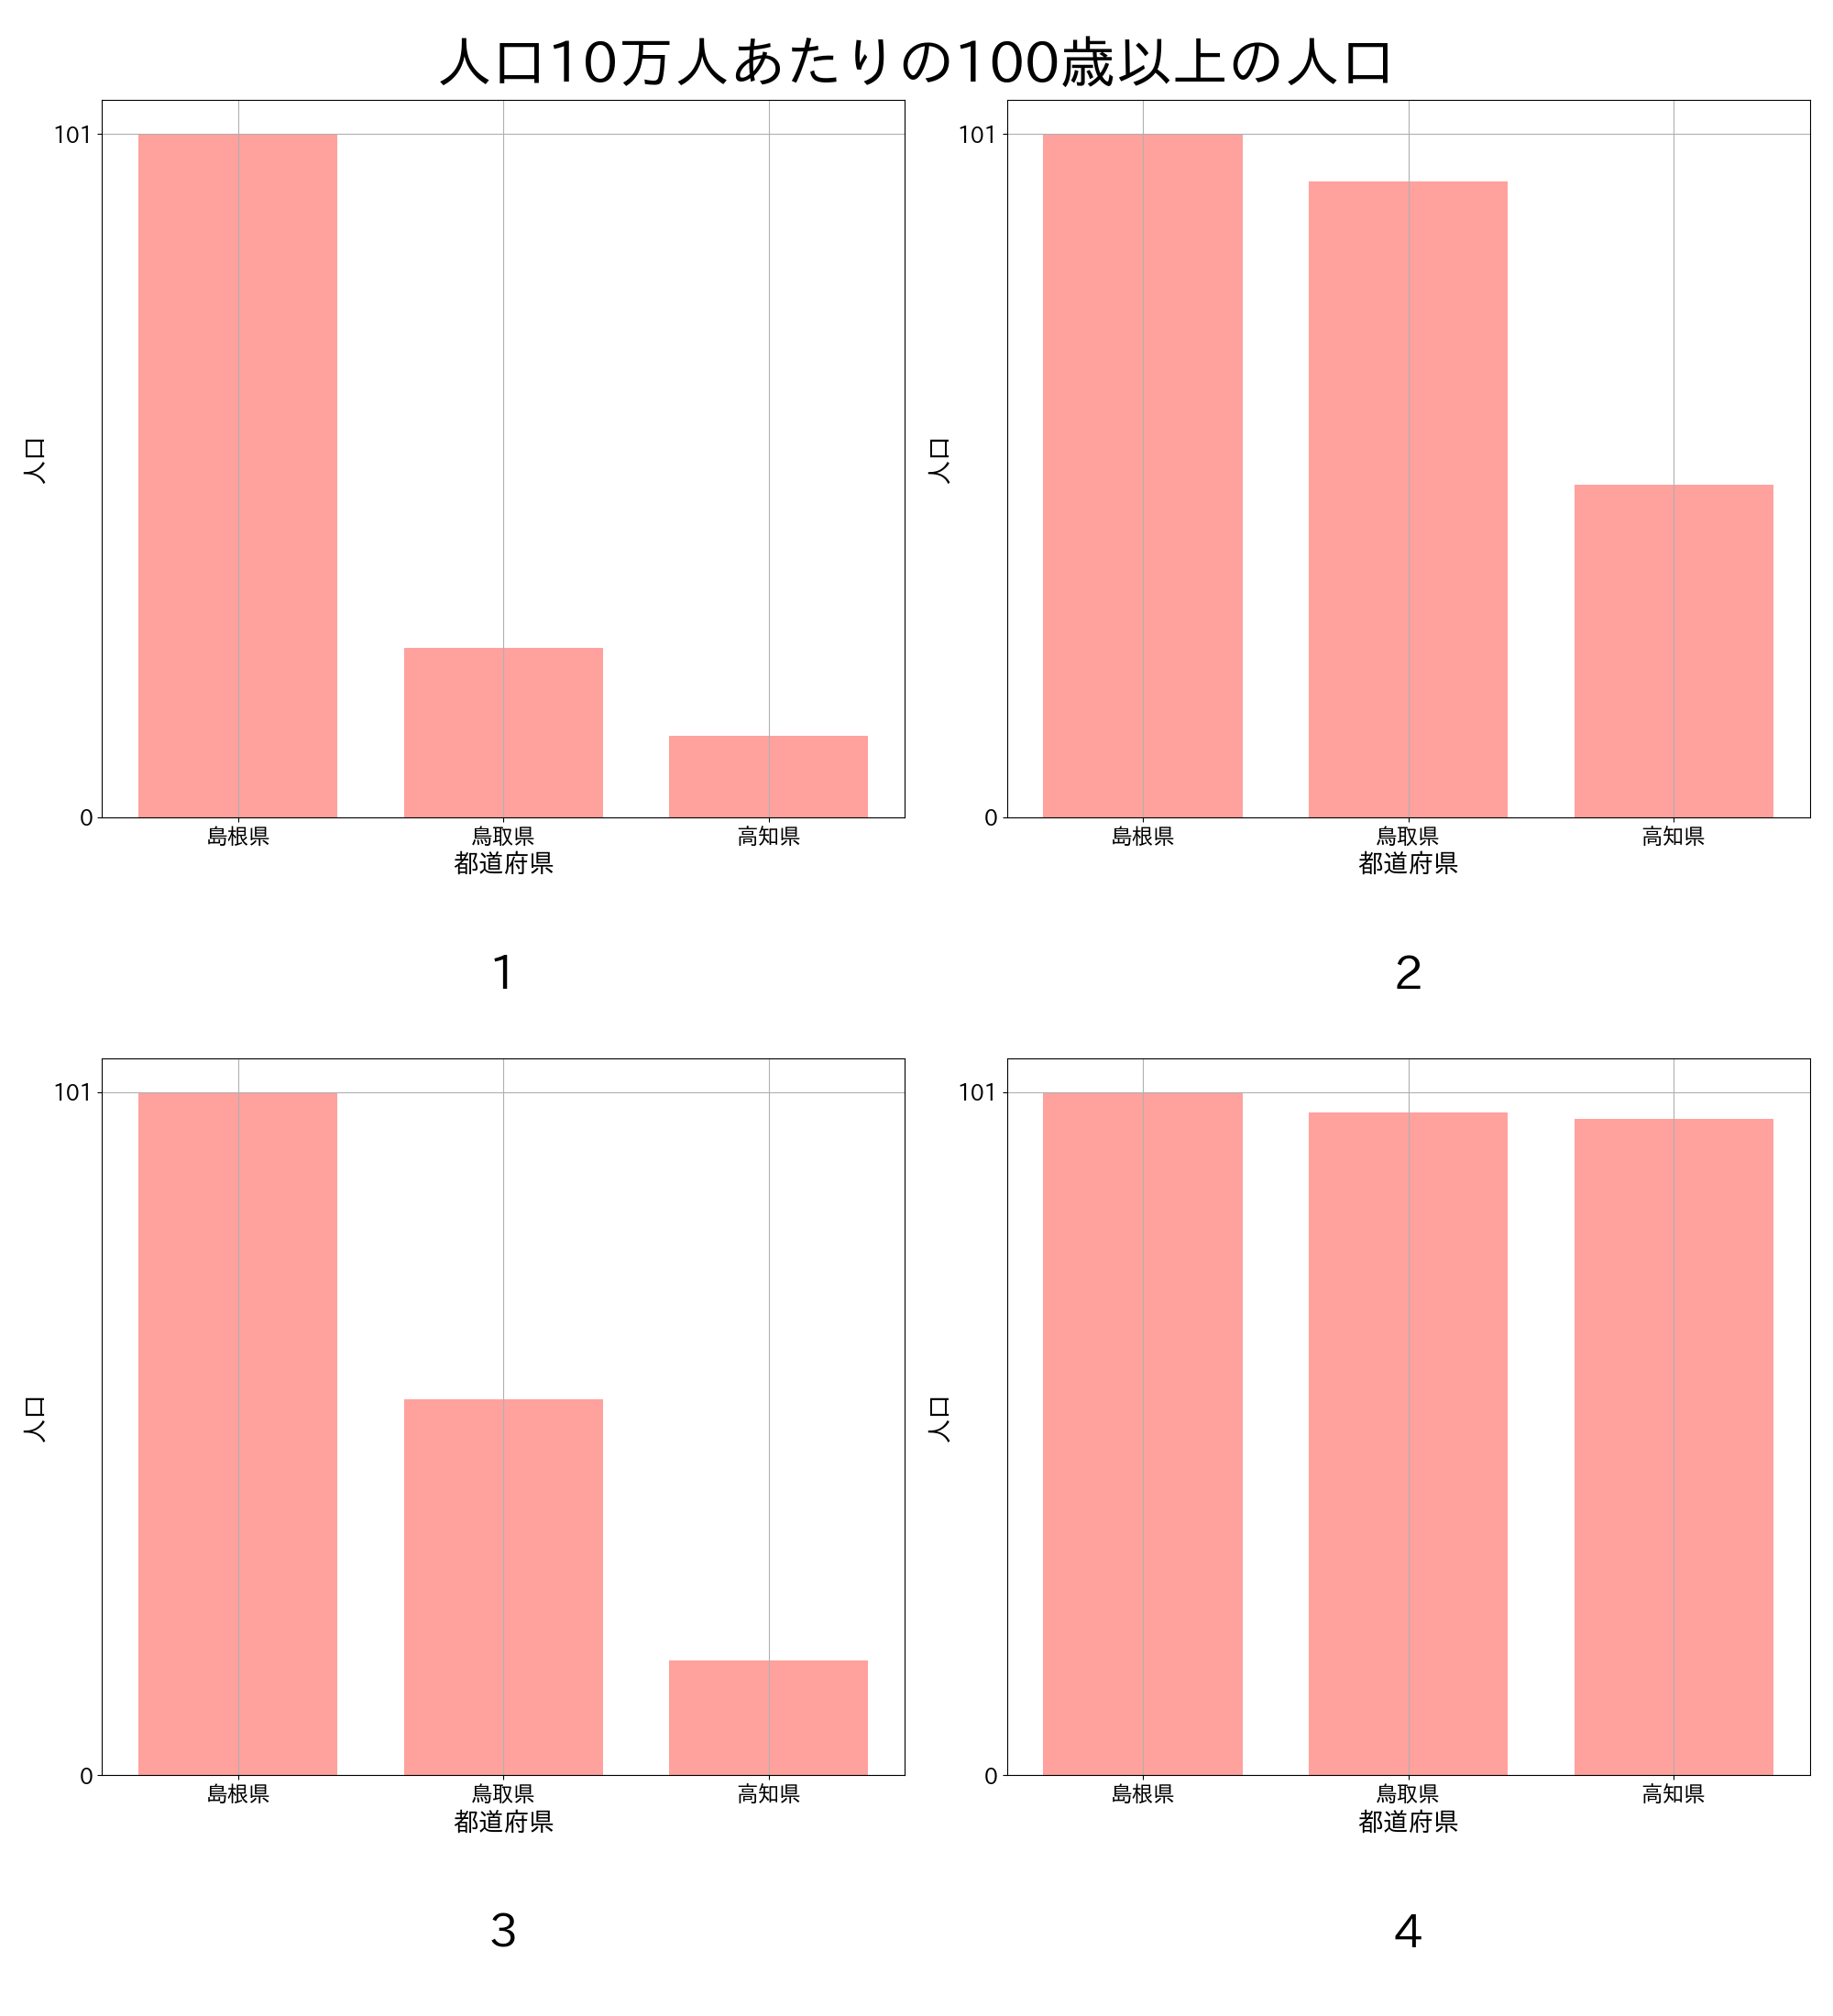 人口10万人あたりの100歳以上の人口
101
0
人口
島根県 鳥取県 高知県
都道府県
1
101
0
人口
島根県 鳥取県 高知県
都道府県
2
101
0
人口
島根県 鳥取県 高知県
都道府県
3
101
0
人口
島根県 鳥取県 高知県
都道府県
4